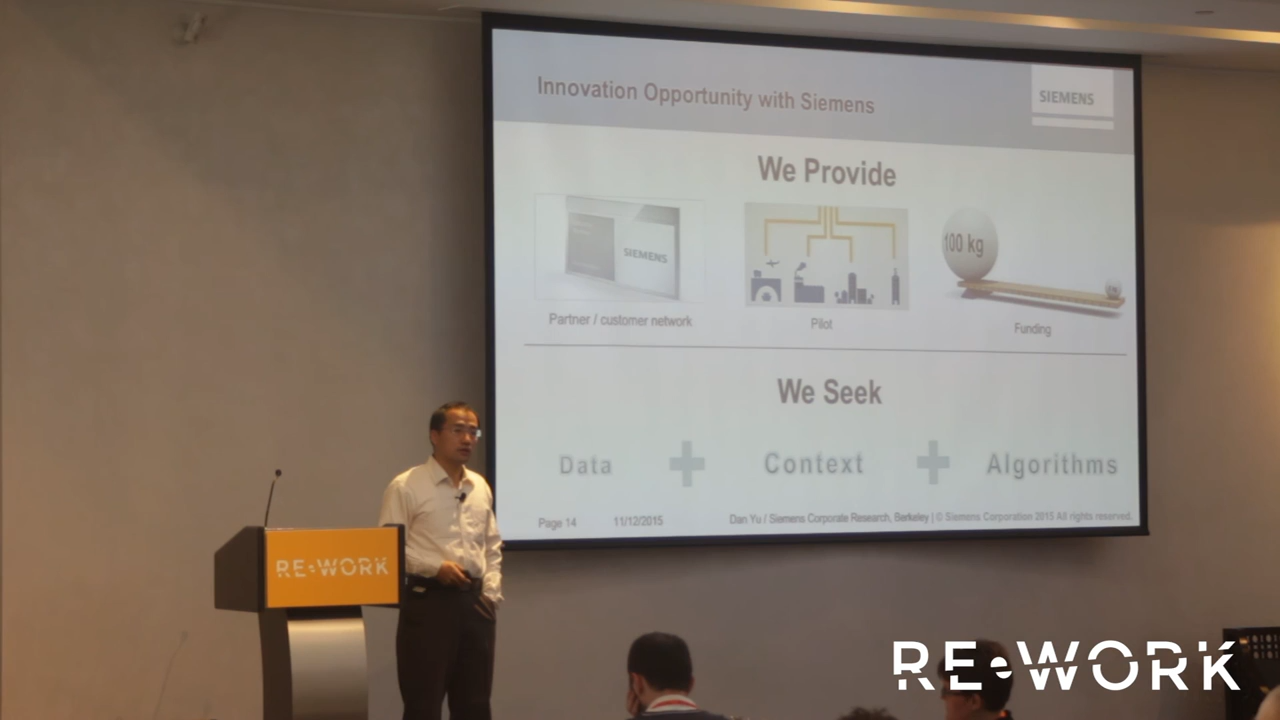 Innovation Opportunity with Siemens
SIEMENS
We Provide
SIEMENS
100 kg
Partner / customer network
Pilot
Funding
We Seek
Data + Context + Algorithms
Page 14 11/12/2015 Dan Yu / Siemens Corporate Research, Berkeley | © Siemens Corporation 2015 All rights reserved.
RE•WORK
RE•WORK